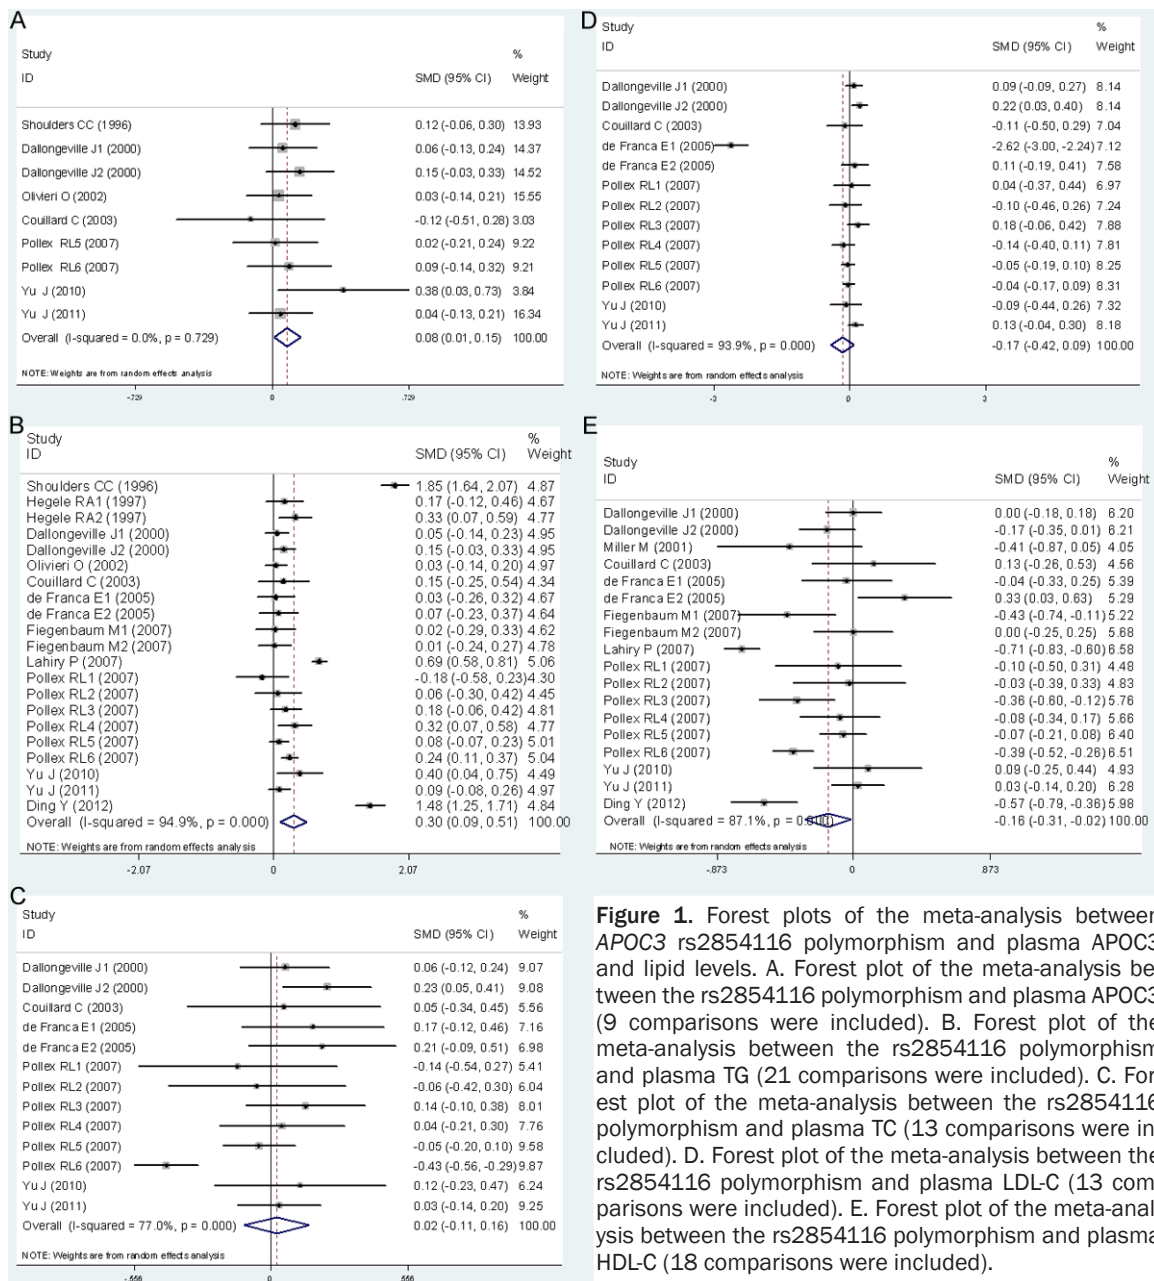 A
Study %
ID SMD (95% CI) Weight
Shoulders CC (1996) 0.12 (-0.06, 0.30) 13.93
Dallongeville J1 (2000) 0.06 (-0.13, 0.24) 14.37
Dallongeville J2 (2000) 0.15 (-0.03, 0.33) 14.52
Olivieri O (2002) 0.03 (-0.14, 0.21) 15.55
Couillard C (2003) -0.12 (-0.51, 0.28) 3.03
Pollex RL5 (2007) 0.02 (-0.21, 0.24) 9.22
Pollex RL6 (2007) 0.09 (-0.14, 0.32) 9.21
Yu J (2010) 0.38 (0.03, 0.73) 3.84
Yu J (2011) 0.04 (-0.13, 0.21) 16.34
Overall (I-squared = 0.0%, p = 0.729) 0.08 (0.01, 0.15) 100.00
NOTE: Weights are from random effects analysis
-.729 0 .729
B
Study %
ID SMD (95% CI) Weight
Shoulders CC (1996) 1.85 (1.64, 2.07) 4.87
Hegele RA1 (1997) 0.17 (-0.12, 0.46) 4.67
Hegele RA2 (1997) 0.33 (0.07, 0.59) 4.77
Dallongeville J1 (2000) 0.05 (-0.14, 0.23) 4.95
Dallongeville J2 (2000) 0.15 (-0.03, 0.33) 4.95
Olivieri O (2002) 0.03 (-0.14, 0.20) 4.97
Couillard C (2003) 0.15 (-0.25, 0.54) 4.34
de Franca E1 (2005) 0.03 (-0.26, 0.32) 4.67
de Franca E2 (2005) 0.07 (-0.23, 0.37) 4.64
Fiegenbaum M1 (2007) 0.02 (-0.29, 0.33) 4.62
Fiegenbaum M2 (2007) 0.01 (-0.24, 0.27) 4.78
Lahiry P (2007) 0.69 (0.58, 0.81) 5.06
Pollex RL1 (2007) -0.18 (-0.58, 0.23) 4.30
Pollex RL2 (2007) 0.06 (-0.30, 0.42) 4.45
Pollex RL3 (2007) 0.18 (-0.06, 0.42) 4.81
Pollex RL4 (2007) 0.32 (0.07, 0.58) 4.77
Pollex RL5 (2007) 0.08 (-0.07, 0.23) 5.01
Pollex RL6 (2007) 0.24 (0.11, 0.37) 5.04
Yu J (2010) 0.40 (0.04, 0.75) 4.49
Yu J (2011) 0.09 (-0.08, 0.26) 4.97
Ding Y (2012) 1.48 (1.25, 1.71) 4.84
Overall (I-squared = 94.9%, p = 0.000) 0.30 (0.09, 0.51) 100.00
NOTE: Weights are from random effects analysis
-2.07 0 2.07
C
Study %
ID SMD (95% CI) Weight
Dallongeville J1 (2000) 0.06 (-0.12, 0.24) 9.07
Dallongeville J2 (2000) 0.23 (0.05, 0.41) 9.08
Couillard C (2003) 0.05 (-0.34, 0.45) 5.56
de Franca E1 (2005) 0.17 (-0.12, 0.46) 7.16
de Franca E2 (2005) 0.21 (-0.09, 0.51) 6.98
Pollex RL1 (2007) -0.14 (-0.54, 0.27) 5.41
Pollex RL2 (2007) -0.06 (-0.42, 0.30) 6.04
Pollex RL3 (2007) 0.14 (-0.10, 0.38) 8.01
Pollex RL4 (2007) 0.04 (-0.21, 0.30) 7.76
Pollex RL5 (2007) -0.05 (-0.20, 0.10) 9.58
Pollex RL6 (2007) -0.43 (-0.56, -0.29) 9.87
Yu J (2010) 0.12 (-0.23, 0.47) 6.24
Yu J (2011) 0.03 (-0.14, 0.20) 9.25
Overall (I-squared = 77.0%, p = 0.000) 0.02 (-0.11, 0.16) 100.00
NOTE: Weights are from random effects analysis
-.556 0 .556
D
Study %
ID SMD (95% CI) Weight
Dallongeville J1 (2000) 0.09 (-0.09, 0.27) 8.14
Dallongeville J2 (2000) 0.22 (0.03, 0.40) 8.14
Couillard C (2003) -0.11 (-0.50, 0.29) 7.04
de Franca E1 (2005) -2.62 (-3.00, -2.24) 7.12
de Franca E2 (2005) 0.11 (-0.19, 0.41) 7.58
Pollex RL1 (2007) 0.04 (-0.37, 0.44) 6.97
Pollex RL2 (2007) -0.10 (-0.46, 0.26) 7.24
Pollex RL3 (2007) 0.18 (-0.06, 0.42) 7.88
Pollex RL4 (2007) -0.14 (-0.40, 0.11) 7.81
Pollex RL5 (2007) -0.05 (-0.19, 0.10) 8.25
Pollex RL6 (2007) -0.04 (-0.17, 0.09) 8.31
Yu J (2010) -0.09 (-0.44, 0.26) 7.32
Yu J (2011) 0.13 (-0.04, 0.30) 8.18
Overall (I-squared = 93.9%, p = 0.000) -0.17 (-0.42, 0.09) 100.00
NOTE: Weights are from random effects analysis
-3 0 3
E
Study %
ID SMD (95% CI) Weight
Dallongeville J1 (2000) 0.00 (-0.18, 0.18) 6.20
Dallongeville J2 (2000) -0.17 (-0.35, 0.01) 6.21
Miller M (2001) -0.41 (-0.87, 0.05) 4.05
Couillard C (2003) 0.13 (-0.26, 0.53) 4.56
de Franca E1 (2005) -0.04 (-0.33, 0.25) 5.39
de Franca E2 (2005) 0.33 (0.03, 0.63) 5.29
Fiegenbaum M1 (2007) -0.43 (-0.74, -0.11) 5.22
Fiegenbaum M2 (2007) 0.00 (-0.25, 0.25) 5.68
Lahiry P (2007) -0.71 (-0.83, -0.60) 6.58
Pollex RL1 (2007) -0.10 (-0.50, 0.31) 4.48
Pollex RL2 (2007) -0.03 (-0.39, 0.33) 4.83
Pollex RL3 (2007) -0.36 (-0.60, -0.12) 5.76
Pollex RL4 (2007) -0.08 (-0.34, 0.17) 5.66
Pollex RL5 (2007) -0.07 (-0.21, 0.08) 6.40
Pollex RL6 (2007) -0.39 (-0.52, -0.26) 6.51
Yu J (2010) 0.09 (-0.25, 0.44) 4.93
Yu J (2011) 0.03 (-0.14, 0.20) 6.28
Ding Y (2012) -0.57 (-0.79, -0.36) 5.98
Overall (I-squared = 87.1%, p = 0.000) -0.16 (-0.31, -0.02) 100.00
NOTE: Weights are from random effects analysis
-.873 0 .873
Figure 1. Forest plots of the meta-analysis between
APOC3 rs2854116 polymorphism and plasma APOC3
and lipid levels. A. Forest plot of the meta-analysis be
tween the rs2854116 polymorphism and plasma APOC3
(9 comparisons were included). B. Forest plot of the
meta-analysis between the rs2854116 polymorphism
and plasma TG (21 comparisons were included). C. For
est plot of the meta-analysis between the rs2854116
polymorphism and plasma TC (13 comparisons were in
cluded). D. Forest plot of the meta-analysis between the
rs2854116 polymorphism and plasma LDL-C (13 com
parisons were included). E. Forest plot of the meta-anal
ysis between the rs2854116 polymorphism and plasma
HDL-C (18 comparisons were included).